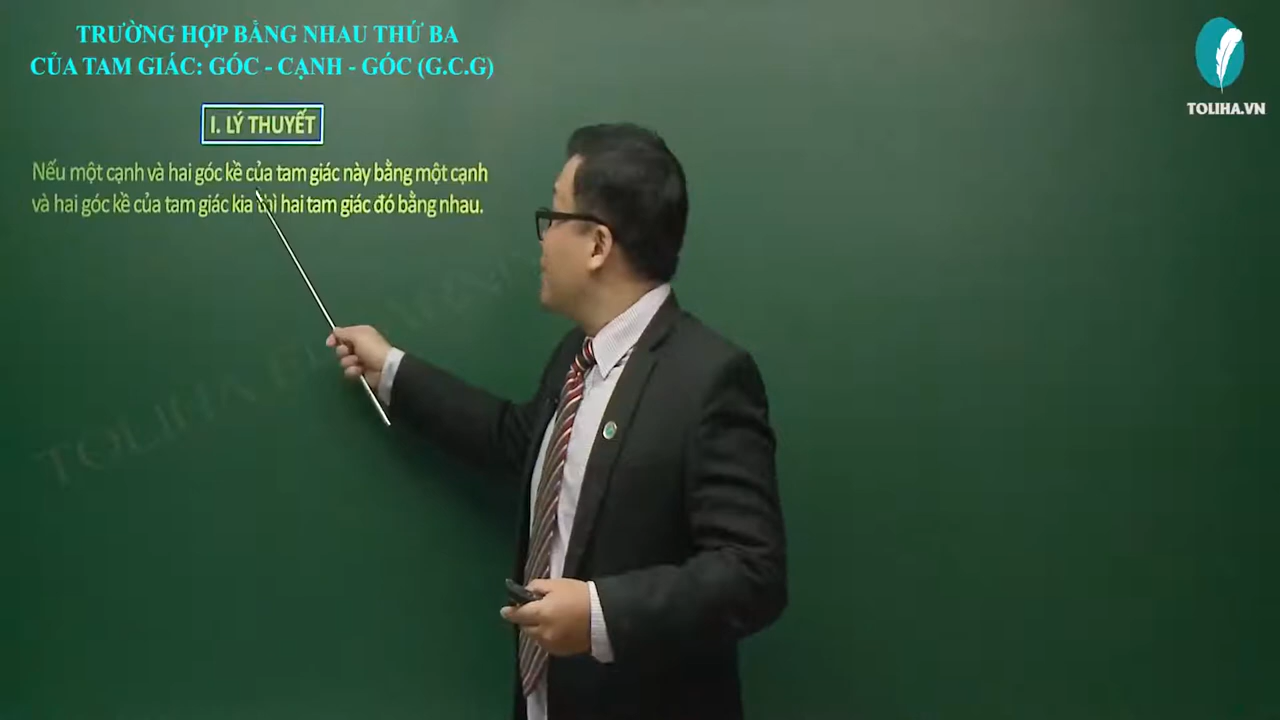 TRƯỜNG HỢP BẰNG NHAU THỨ BA
CỦA TAM GIÁC: GÓC - CẠNH - GÓC (G.C.G)
TOLIHA.VN
I. LÝ THUYẾT
Nếu một cạnh và hai góc kề của tam giác này bằng một cạnh
và hai góc kề của tam giác kia thì hai tam giác đó bằng nhau.
TOLIHA